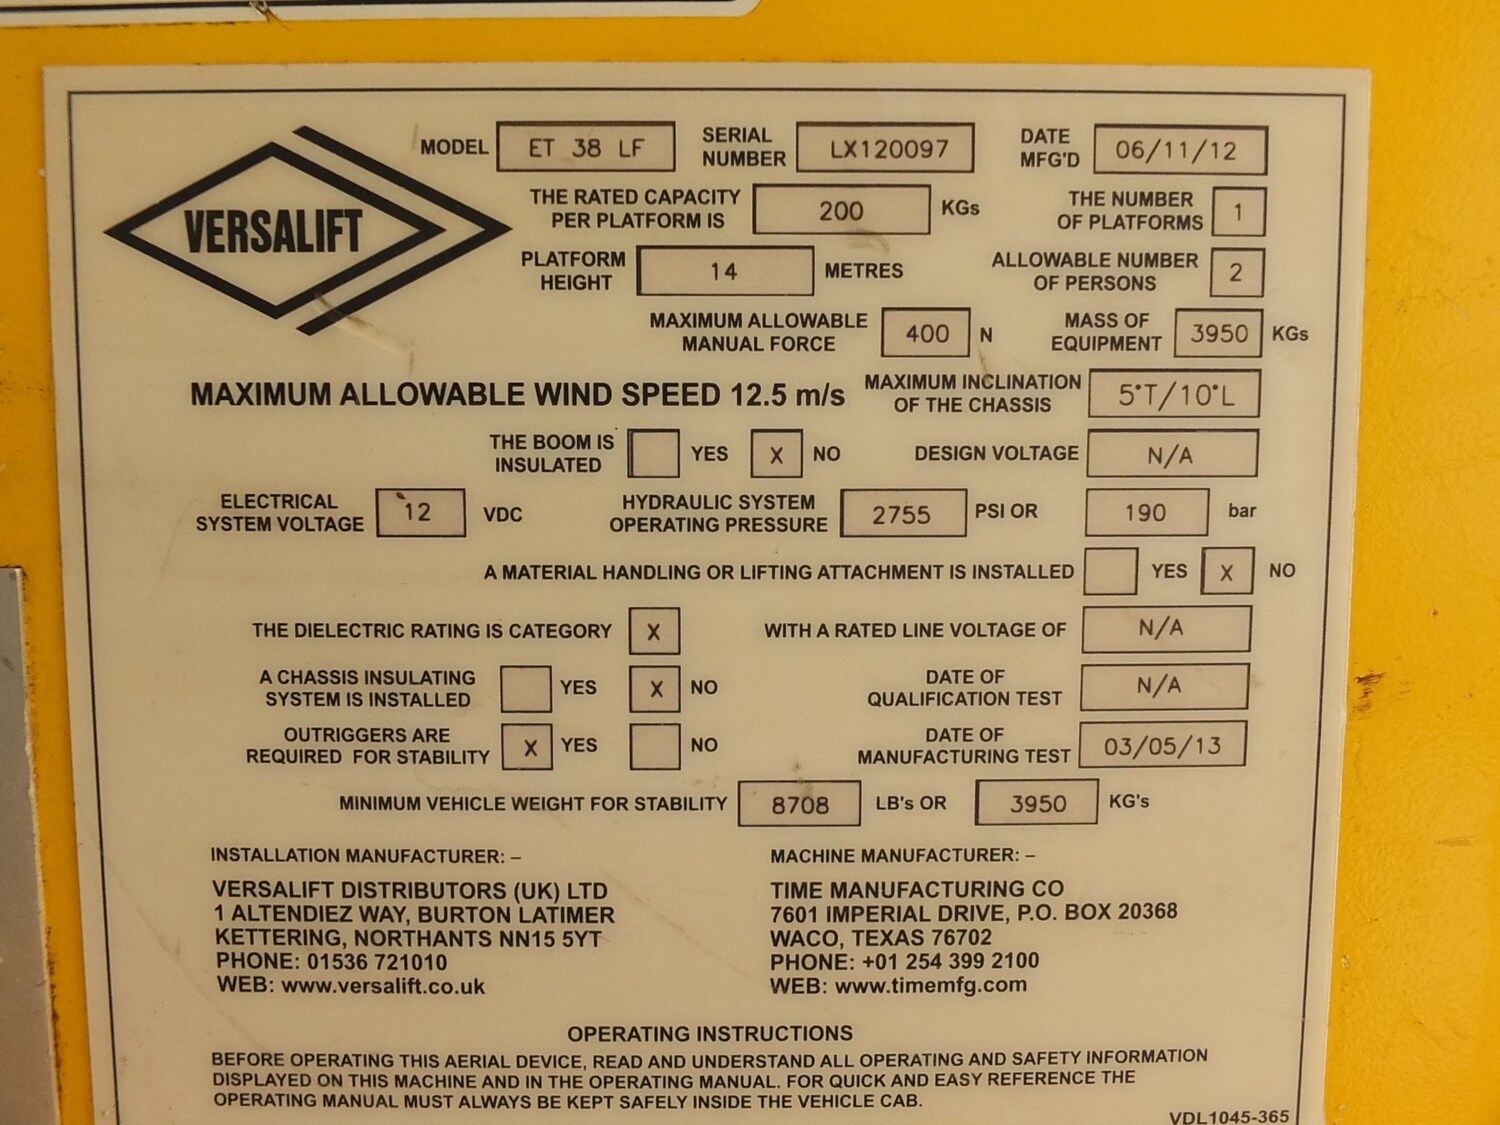 VERSALIFT
MODEL ET 38 LF SERIAL NUMBER LX120097 DATE MFG'D 06/11/12
THE RATED CAPACITY PER PLATFORM IS 200 KGs THE NUMBER OF PLATFORMS 1
PLATFORM HEIGHT 14 METRES ALLOWABLE NUMBER OF PERSONS 2
MAXIMUM ALLOWABLE MANUAL FORCE 400 N MASS OF EQUIPMENT 3950 KGs
MAXIMUM ALLOWABLE WIND SPEED 12.5 m/s MAXIMUM INCLINATION OF THE CHASSIS 5°T/10°L
THE BOOM IS INSULATED YES X NO DESIGN VOLTAGE N/A
ELECTRICAL SYSTEM VOLTAGE 12 VDC HYDRAULIC SYSTEM OPERATING PRESSURE 2755 PSI OR 190 bar
A MATERIAL HANDLING OR LIFTING ATTACHMENT IS INSTALLED YES X NO
THE DIELECTRIC RATING IS CATEGORY X WITH A RATED LINE VOLTAGE OF N/A
A CHASSIS INSULATING SYSTEM IS INSTALLED YES X NO DATE OF QUALIFICATION TEST N/A
OUTRIGGERS ARE REQUIRED FOR STABILITY X YES NO DATE OF MANUFACTURING TEST 03/05/13
MINIMUM VEHICLE WEIGHT FOR STABILITY 8708 LB's OR 3950 KG's
INSTALLATION MANUFACTURER: –
VERSALIFT DISTRIBUTORS (UK) LTD
1 ALTENDIEZ WAY, BURTON LATIMER
KETTERING, NORTHANTS NN15 5YT
PHONE: 01536 721010
WEB: www.versalift.co.uk
MACHINE MANUFACTURER: –
TIME MANUFACTURING CO
7601 IMPERIAL DRIVE, P.O. BOX 20368
WACO, TEXAS 76702
PHONE: +01 254 399 2100
WEB: www.timemfg.com
OPERATING INSTRUCTIONS
BEFORE OPERATING THIS AERIAL DEVICE, READ AND UNDERSTAND ALL OPERATING AND SAFETY INFORMATION
DISPLAYED ON THIS MACHINE AND IN THE OPERATING MANUAL. FOR QUICK AND EASY REFERENCE THE
OPERATING MANUAL MUST ALWAYS BE KEPT SAFELY INSIDE THE VEHICLE CAB.
VDL1045-365